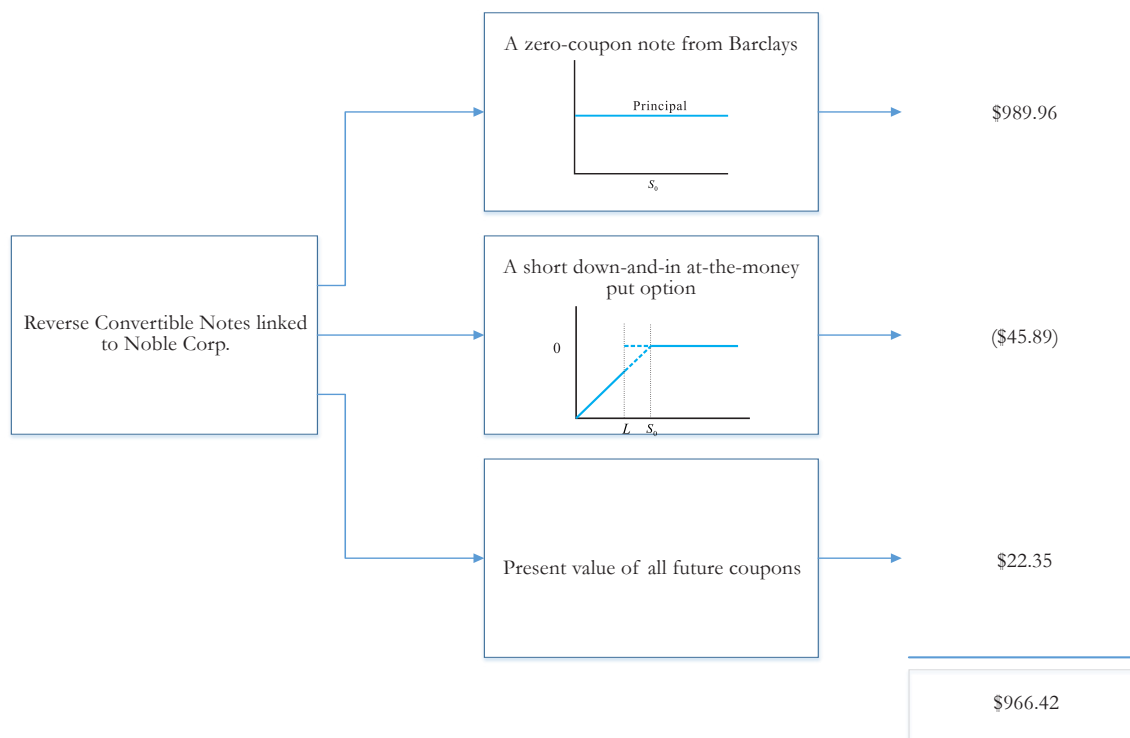 A zero-coupon note from Barclays
Principal
S₀
$989.96
Reverse Convertible Notes linked
to Noble Corp.
A short down-and-in at-the-money
put option
0
L S₀
($45.89)
Present value of all future coupons
$22.35
$966.42